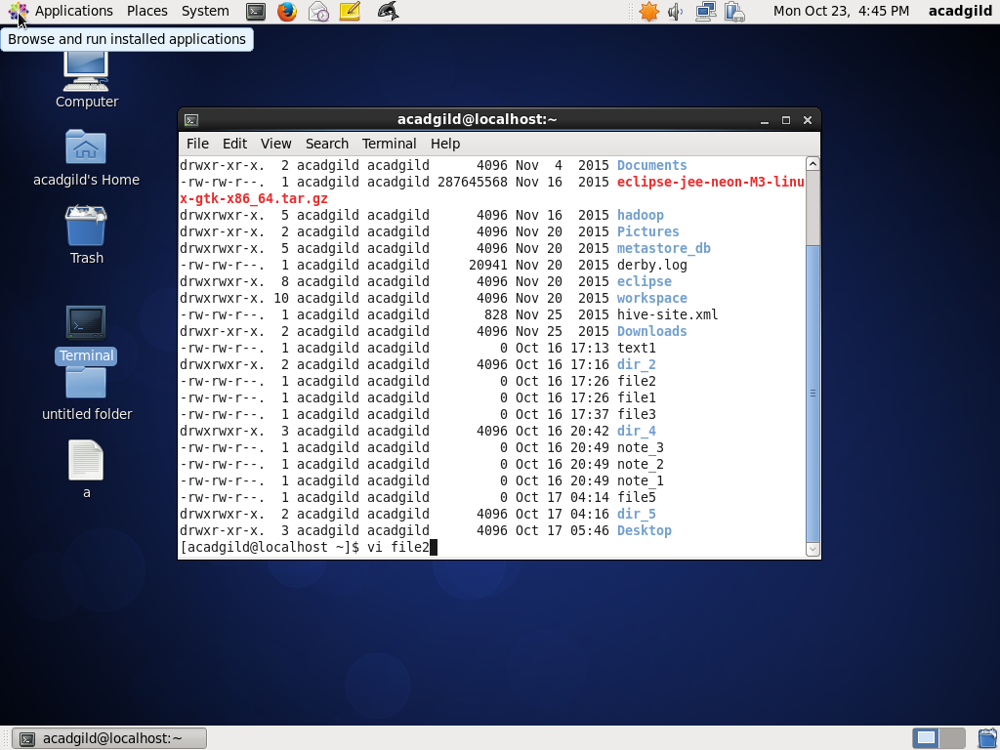 Applications Places System Mon Oct 23, 4:45 PM acadgild
Browse and run installed applications
Computer
acadgild's Home
Trash
Terminal
untitled folder
a
acadgild@localhost:~
File Edit View Search Terminal Help
drwxr-xr-x.  2 acadgild acadgild      4096 Nov  4  2015 Documents
-rw-rw-r--.  1 acadgild acadgild 287645568 Nov 16  2015 eclipse-jee-neon-M3-linu
x-gtk-x86_64.tar.gz
drwxrwxr-x.  5 acadgild acadgild      4096 Nov 16  2015 hadoop
drwxr-xr-x.  2 acadgild acadgild      4096 Nov 20  2015 Pictures
drwxrwxr-x.  5 acadgild acadgild      4096 Nov 20  2015 metastore_db
-rw-rw-r--.  1 acadgild acadgild     20941 Nov 20  2015 derby.log
drwxrwxr-x.  8 acadgild acadgild      4096 Nov 20  2015 eclipse
drwxrwxr-x. 10 acadgild acadgild      4096 Nov 20  2015 workspace
-rw-rw-r--.  1 acadgild acadgild       828 Nov 25  2015 hive-site.xml
drwxr-xr-x.  2 acadgild acadgild      4096 Nov 25  2015 Downloads
-rw-rw-r--.  1 acadgild acadgild         0 Oct 16 17:13 text1
drwxrwxr-x.  2 acadgild acadgild      4096 Oct 16 17:16 dir_2
-rw-rw-r--.  1 acadgild acadgild         0 Oct 16 17:26 file2
-rw-rw-r--.  1 acadgild acadgild         0 Oct 16 17:26 file1
-rw-rw-r--.  1 acadgild acadgild         0 Oct 16 17:37 file3
drwxrwxr-x.  3 acadgild acadgild      4096 Oct 16 20:42 dir_4
-rw-rw-r--.  1 acadgild acadgild         0 Oct 16 20:49 note_3
-rw-rw-r--.  1 acadgild acadgild         0 Oct 16 20:49 note_2
-rw-rw-r--.  1 acadgild acadgild         0 Oct 16 20:49 note_1
-rw-rw-r--.  1 acadgild acadgild         0 Oct 17 04:14 file5
drwxrwxr-x.  2 acadgild acadgild      4096 Oct 17 04:16 dir_5
drwxr-xr-x.  3 acadgild acadgild      4096 Oct 17 05:46 Desktop
[acadgild@localhost ~]$ vi file2
acadgild@localhost:~